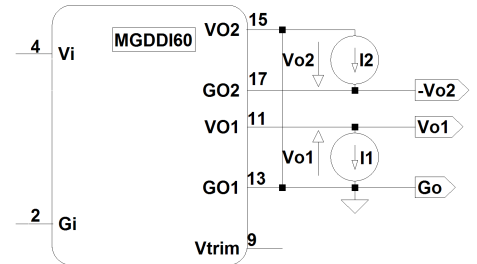 15
VO2
MGDDI60
4
Vi
Vo2
I2
17
GO2
-Vo2
11
VO1
Vo1
Vo1
I1
13
GO1
Go
2
Gi
9
Vtrim